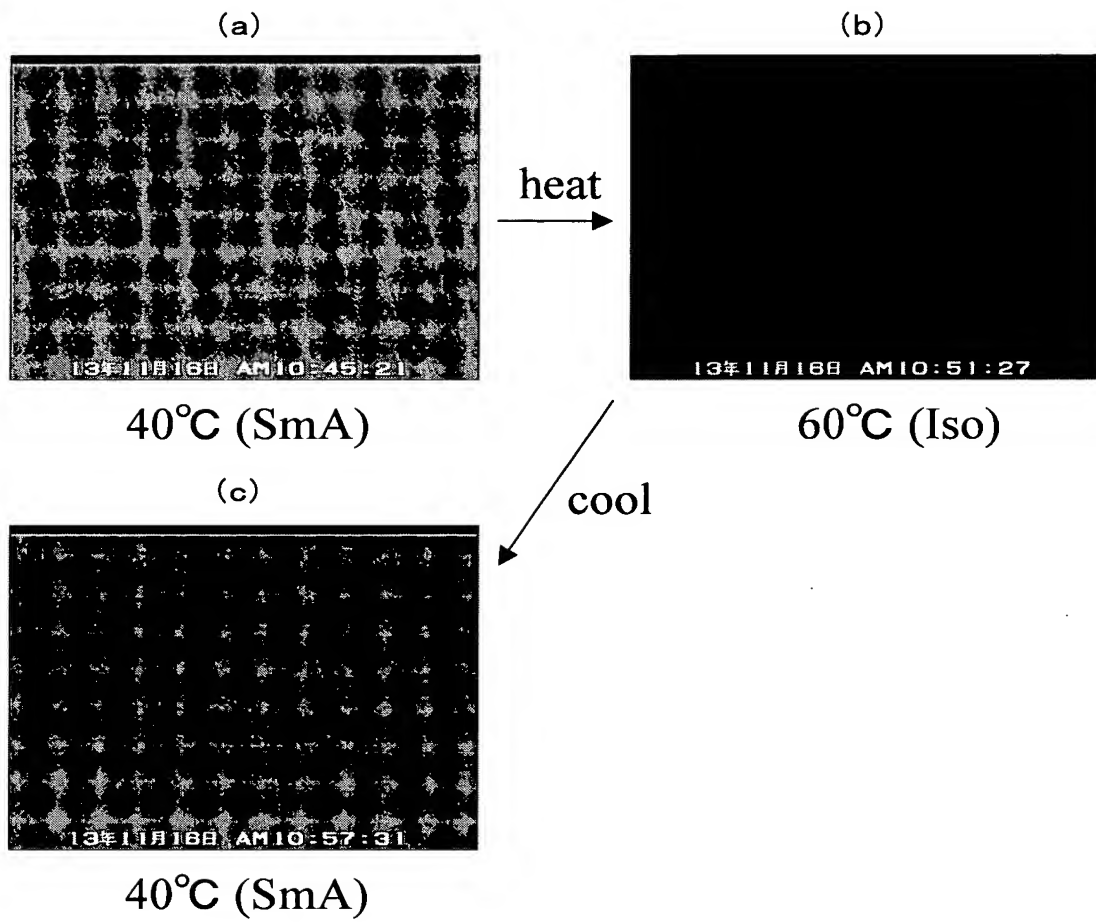 (a)
(b)
heat
13年11月16日 AM10:45:21
13年11月16日 AM10:51:27
40℃ (SmA)
60℃ (Iso)
(c)
cool
13年11月16日 AM10:57:31
40℃ (SmA)